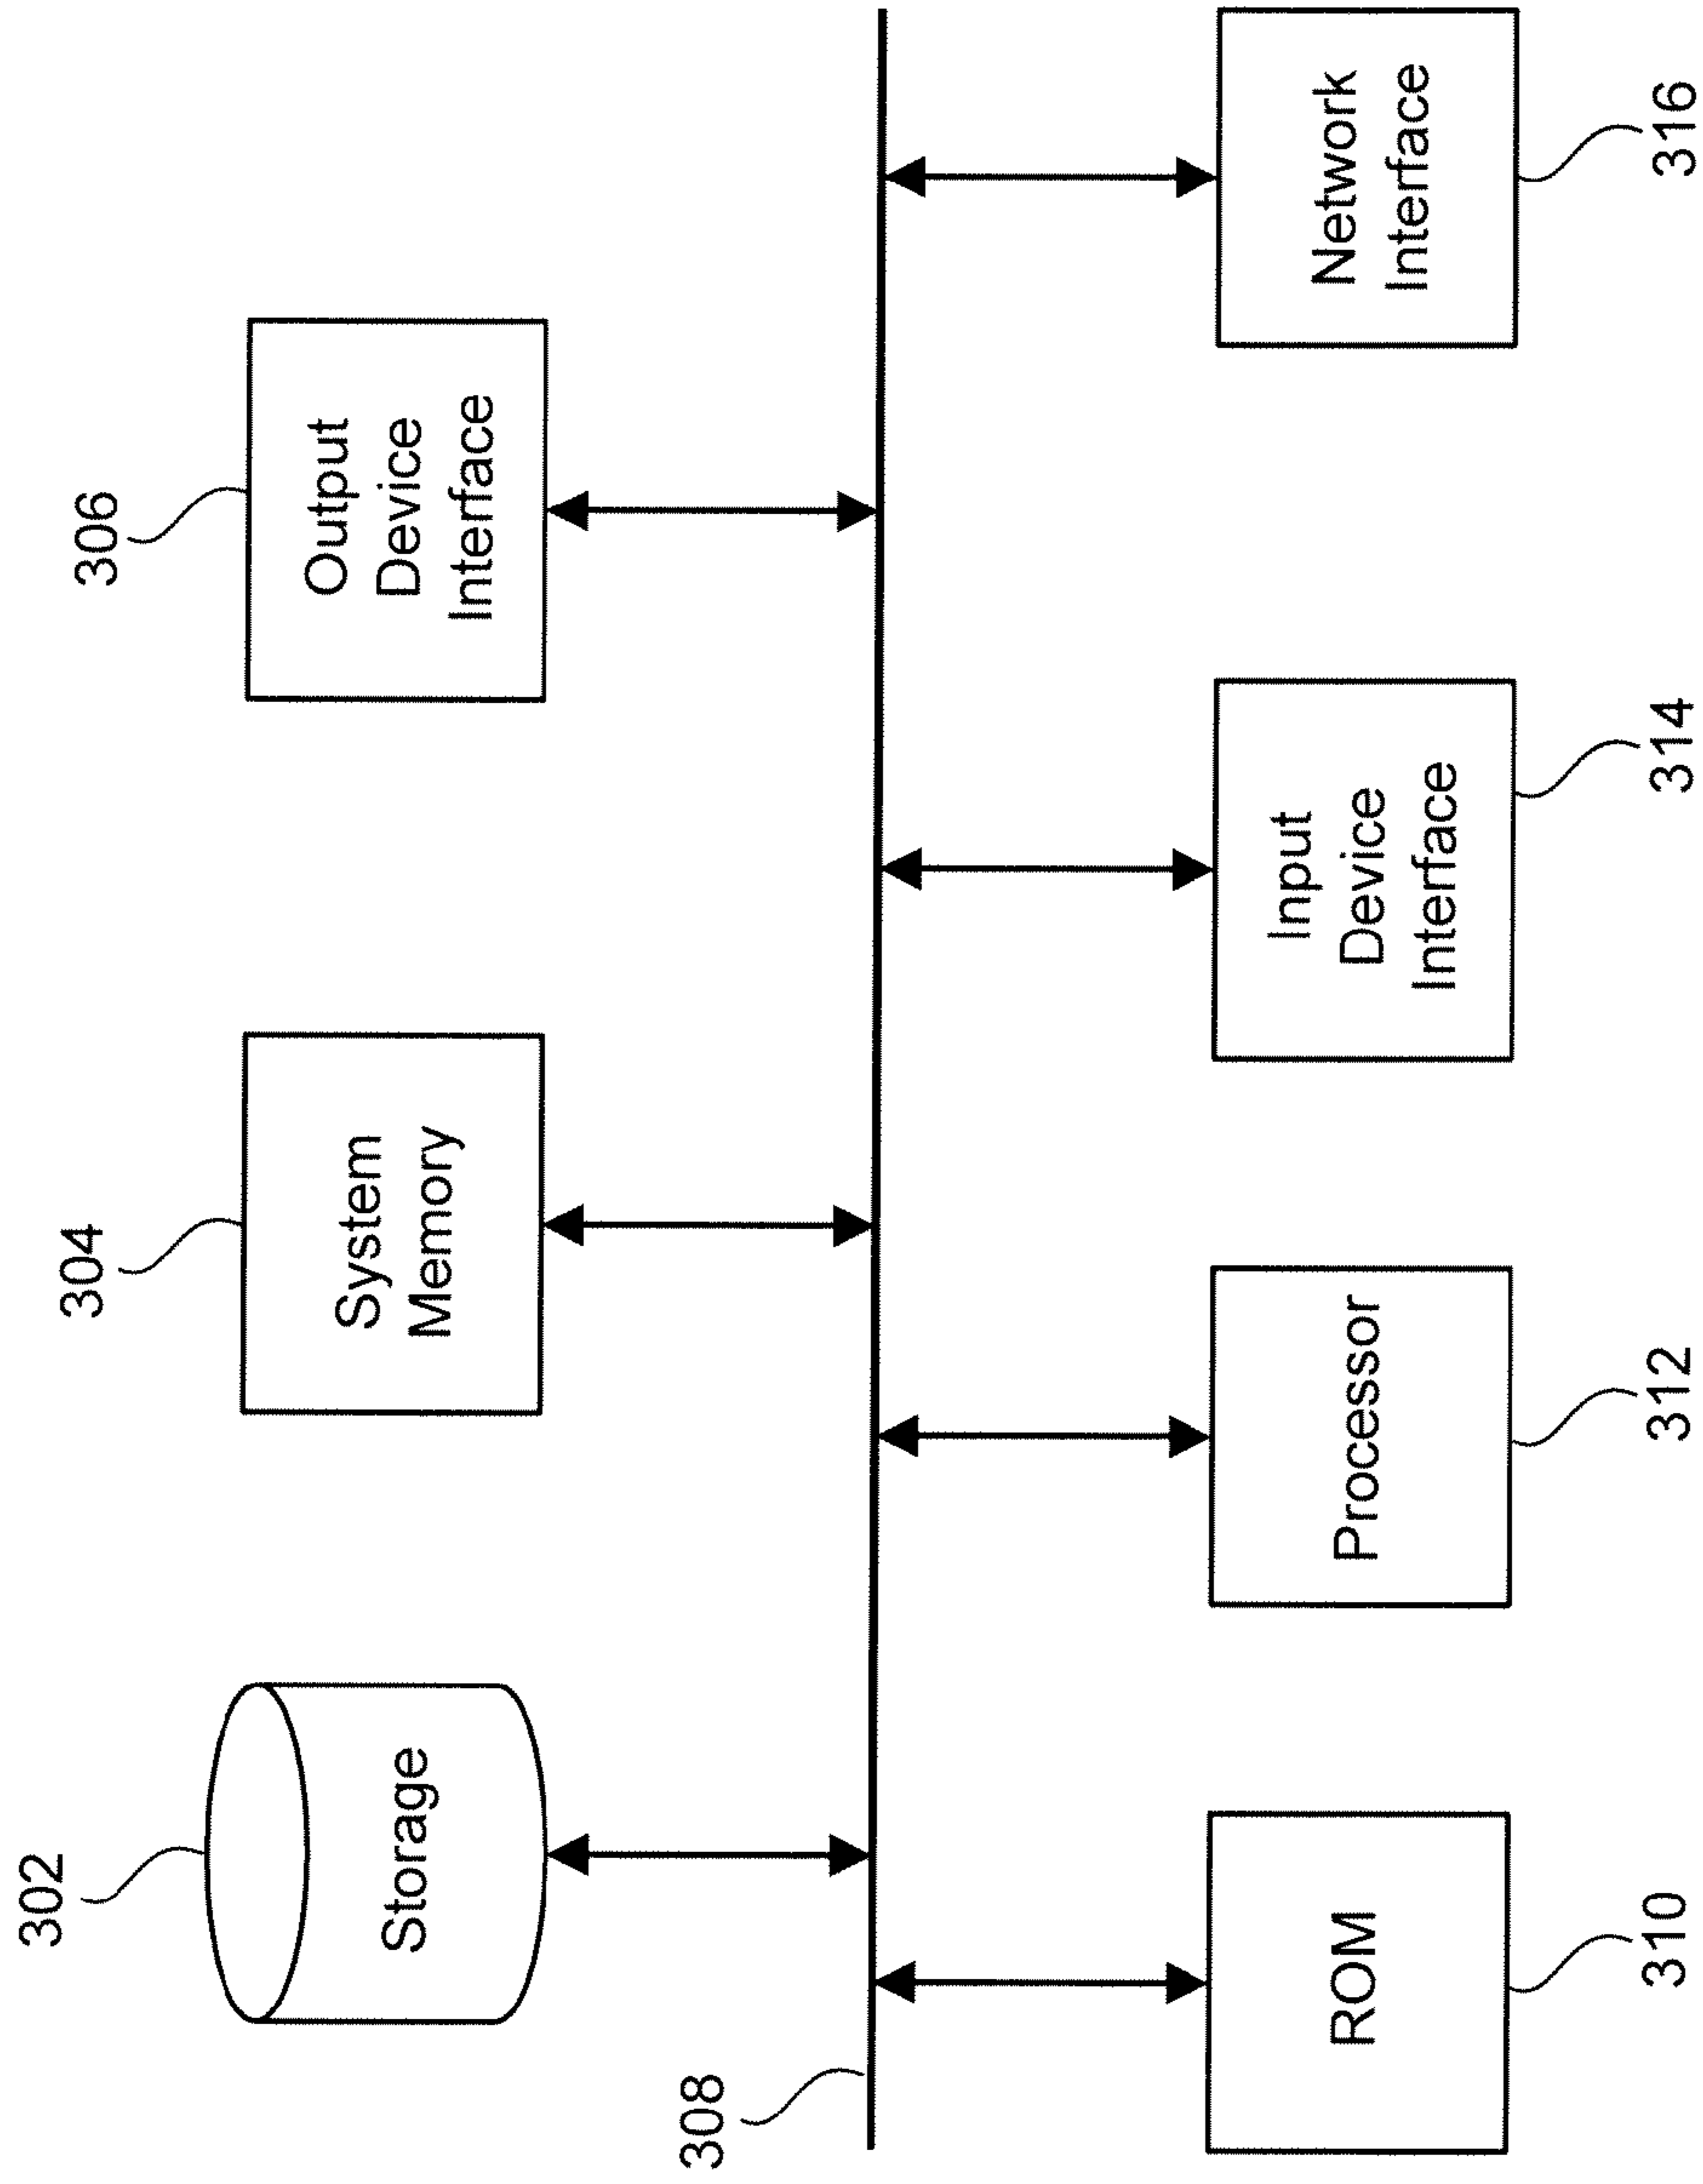 302
304
306
Storage
System
Memory
Output
Device
Interface
308
ROM
Processor
Input
Device
Interface
Network
Interface
310
312
314
316